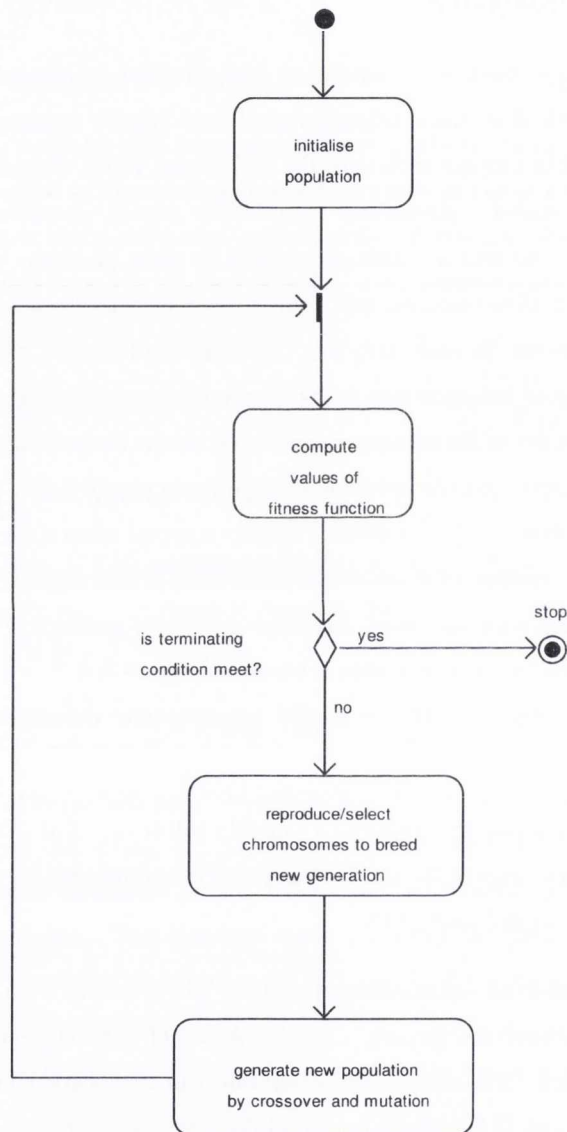 initialise
population
compute
values of
fitness function
stop
yes
is terminating
condition meet?
no
reproduce/select
chromosomes to breed
new generation
generate new population
by crossover and mutation